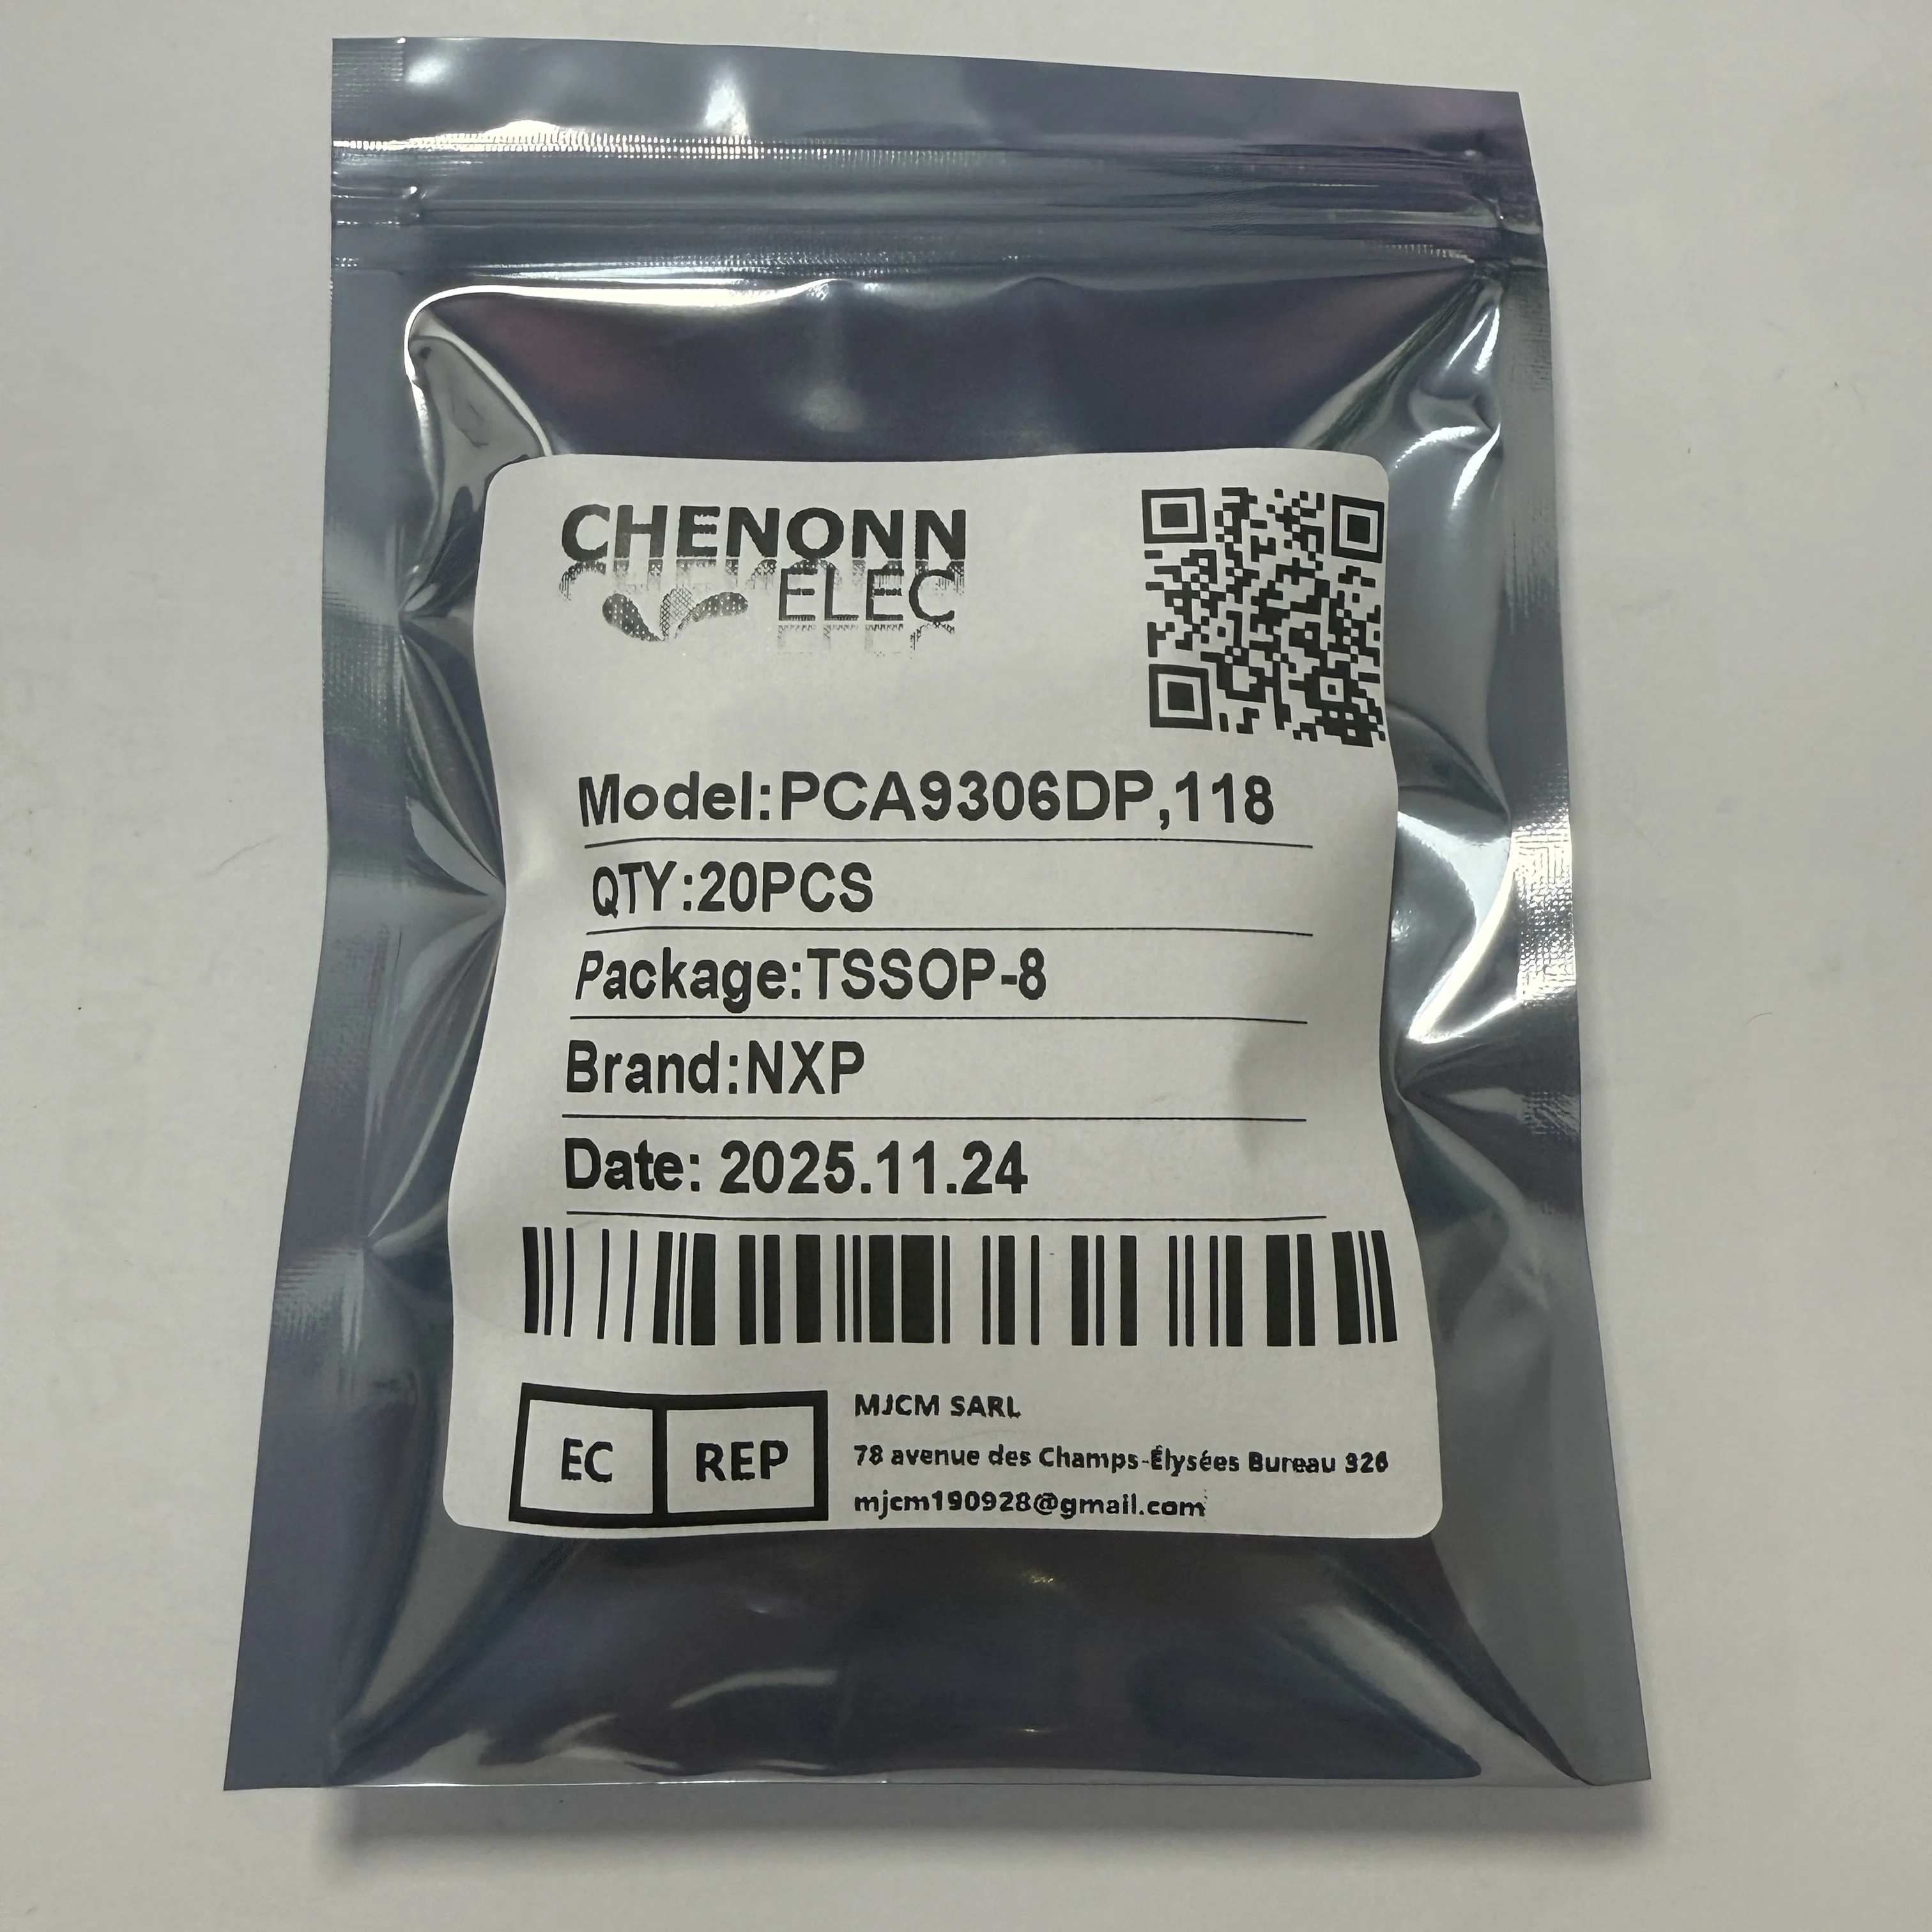 CHENONN
ELEC
Model:PCA9306DP,118
QTY:20PCS
Package:TSSOP-8
Brand:NXP
Date: 2025.11.24
EC REP
MJCM SARL
78 avenue des Champs-Élysées Bureau 326
mjcm190928@gmail.com